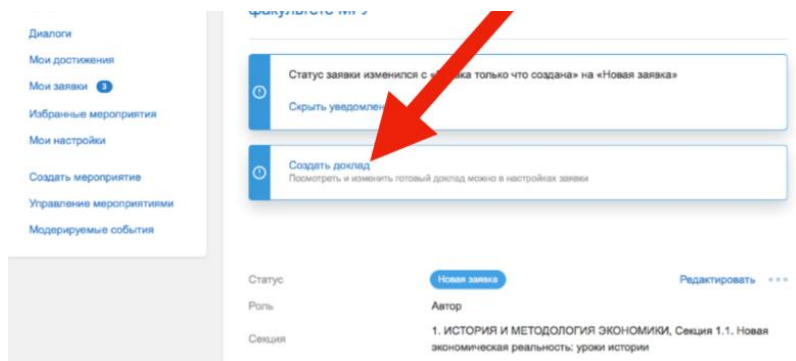 факультете МГУ
Диалоги
Мои достижения
Мои заявки 3
Избранные мероприятия
Мои настройки
Создать мероприятие
Управление мероприятиями
Модерируемые события
Статус заявки изменился с «ка только что создана» на «Новая заявка»
Скрыть уведомлен
Создать доклад
Посмотреть и изменить готовый доклад можно в настройках заявки
Статус
Новая заявка
Редактировать
Роль
Автор
Секция
1. ИСТОРИЯ И МЕТОДОЛОГИЯ ЭКОНОМИКИ, Секция 1.1. Новая
экономическая реальность: уроки истории